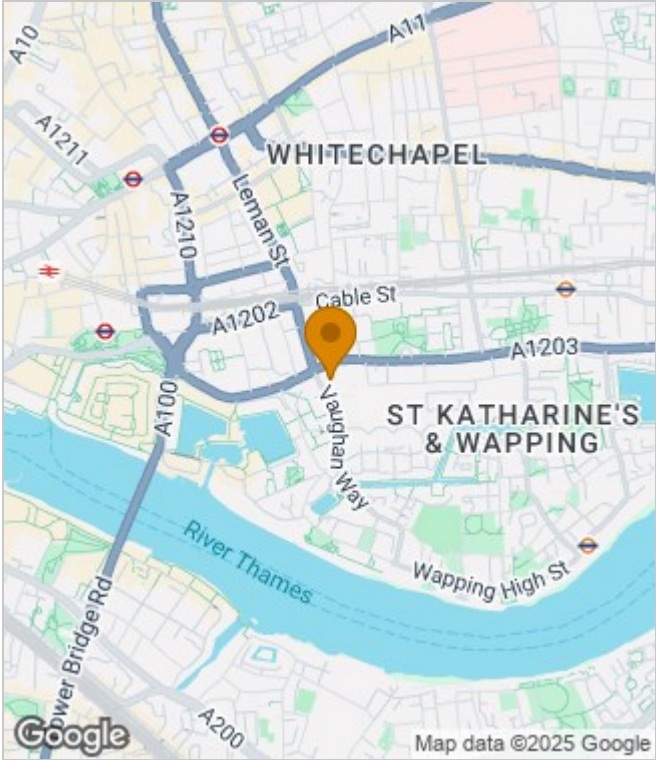 A10
A11
A1211
WHITECHAPEL
Leman St
A1210
Cable St
A1202
A1203
A100
Vaughan Way
ST KATHARINE'S
& WAPPING
River Thames
Wapping High St
ower Bridge Rd
A200
Google
Map data ©2025 Google